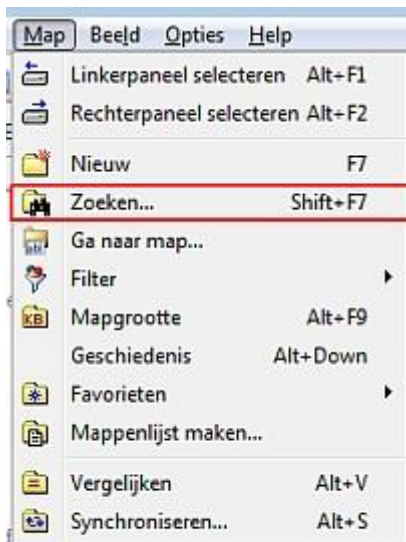 Map Beeld Opties Help
Linkerpaneel selecteren Alt+F1
Rechterpaneel selecteren Alt+F2
Nieuw F7
Zoeken... Shift+F7
Ga naar map...
Filter
KB Mapgrootte Alt+F9
Geschiedenis Alt+Down
Favorieten
Mappenlijst maken...
Vergelijken Alt+V
Synchroniseren... Alt+S